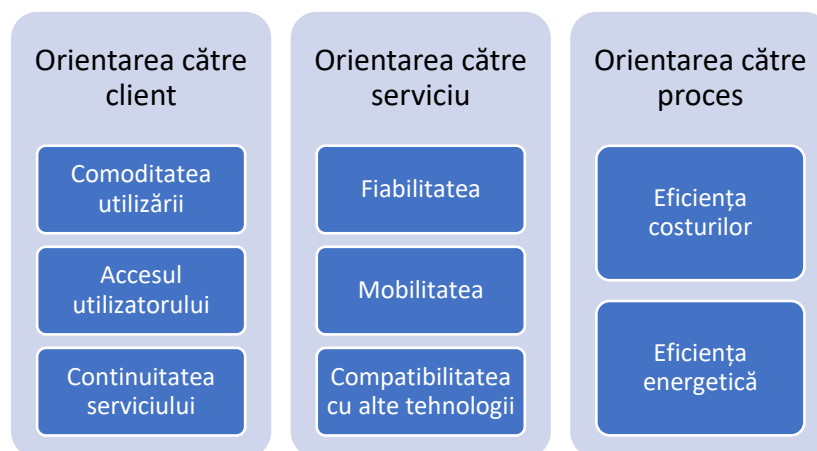 Orientarea către
client
Comoditatea
utilizării
Accesul
utilizatorului
Continuitatea
serviciului
Orientarea către
serviciu
Fiabilitatea
Mobilitatea
Compatibilitatea
cu alte tehnologii
Orientarea către
proces
Eficiența
costurilor
Eficiența
energetică